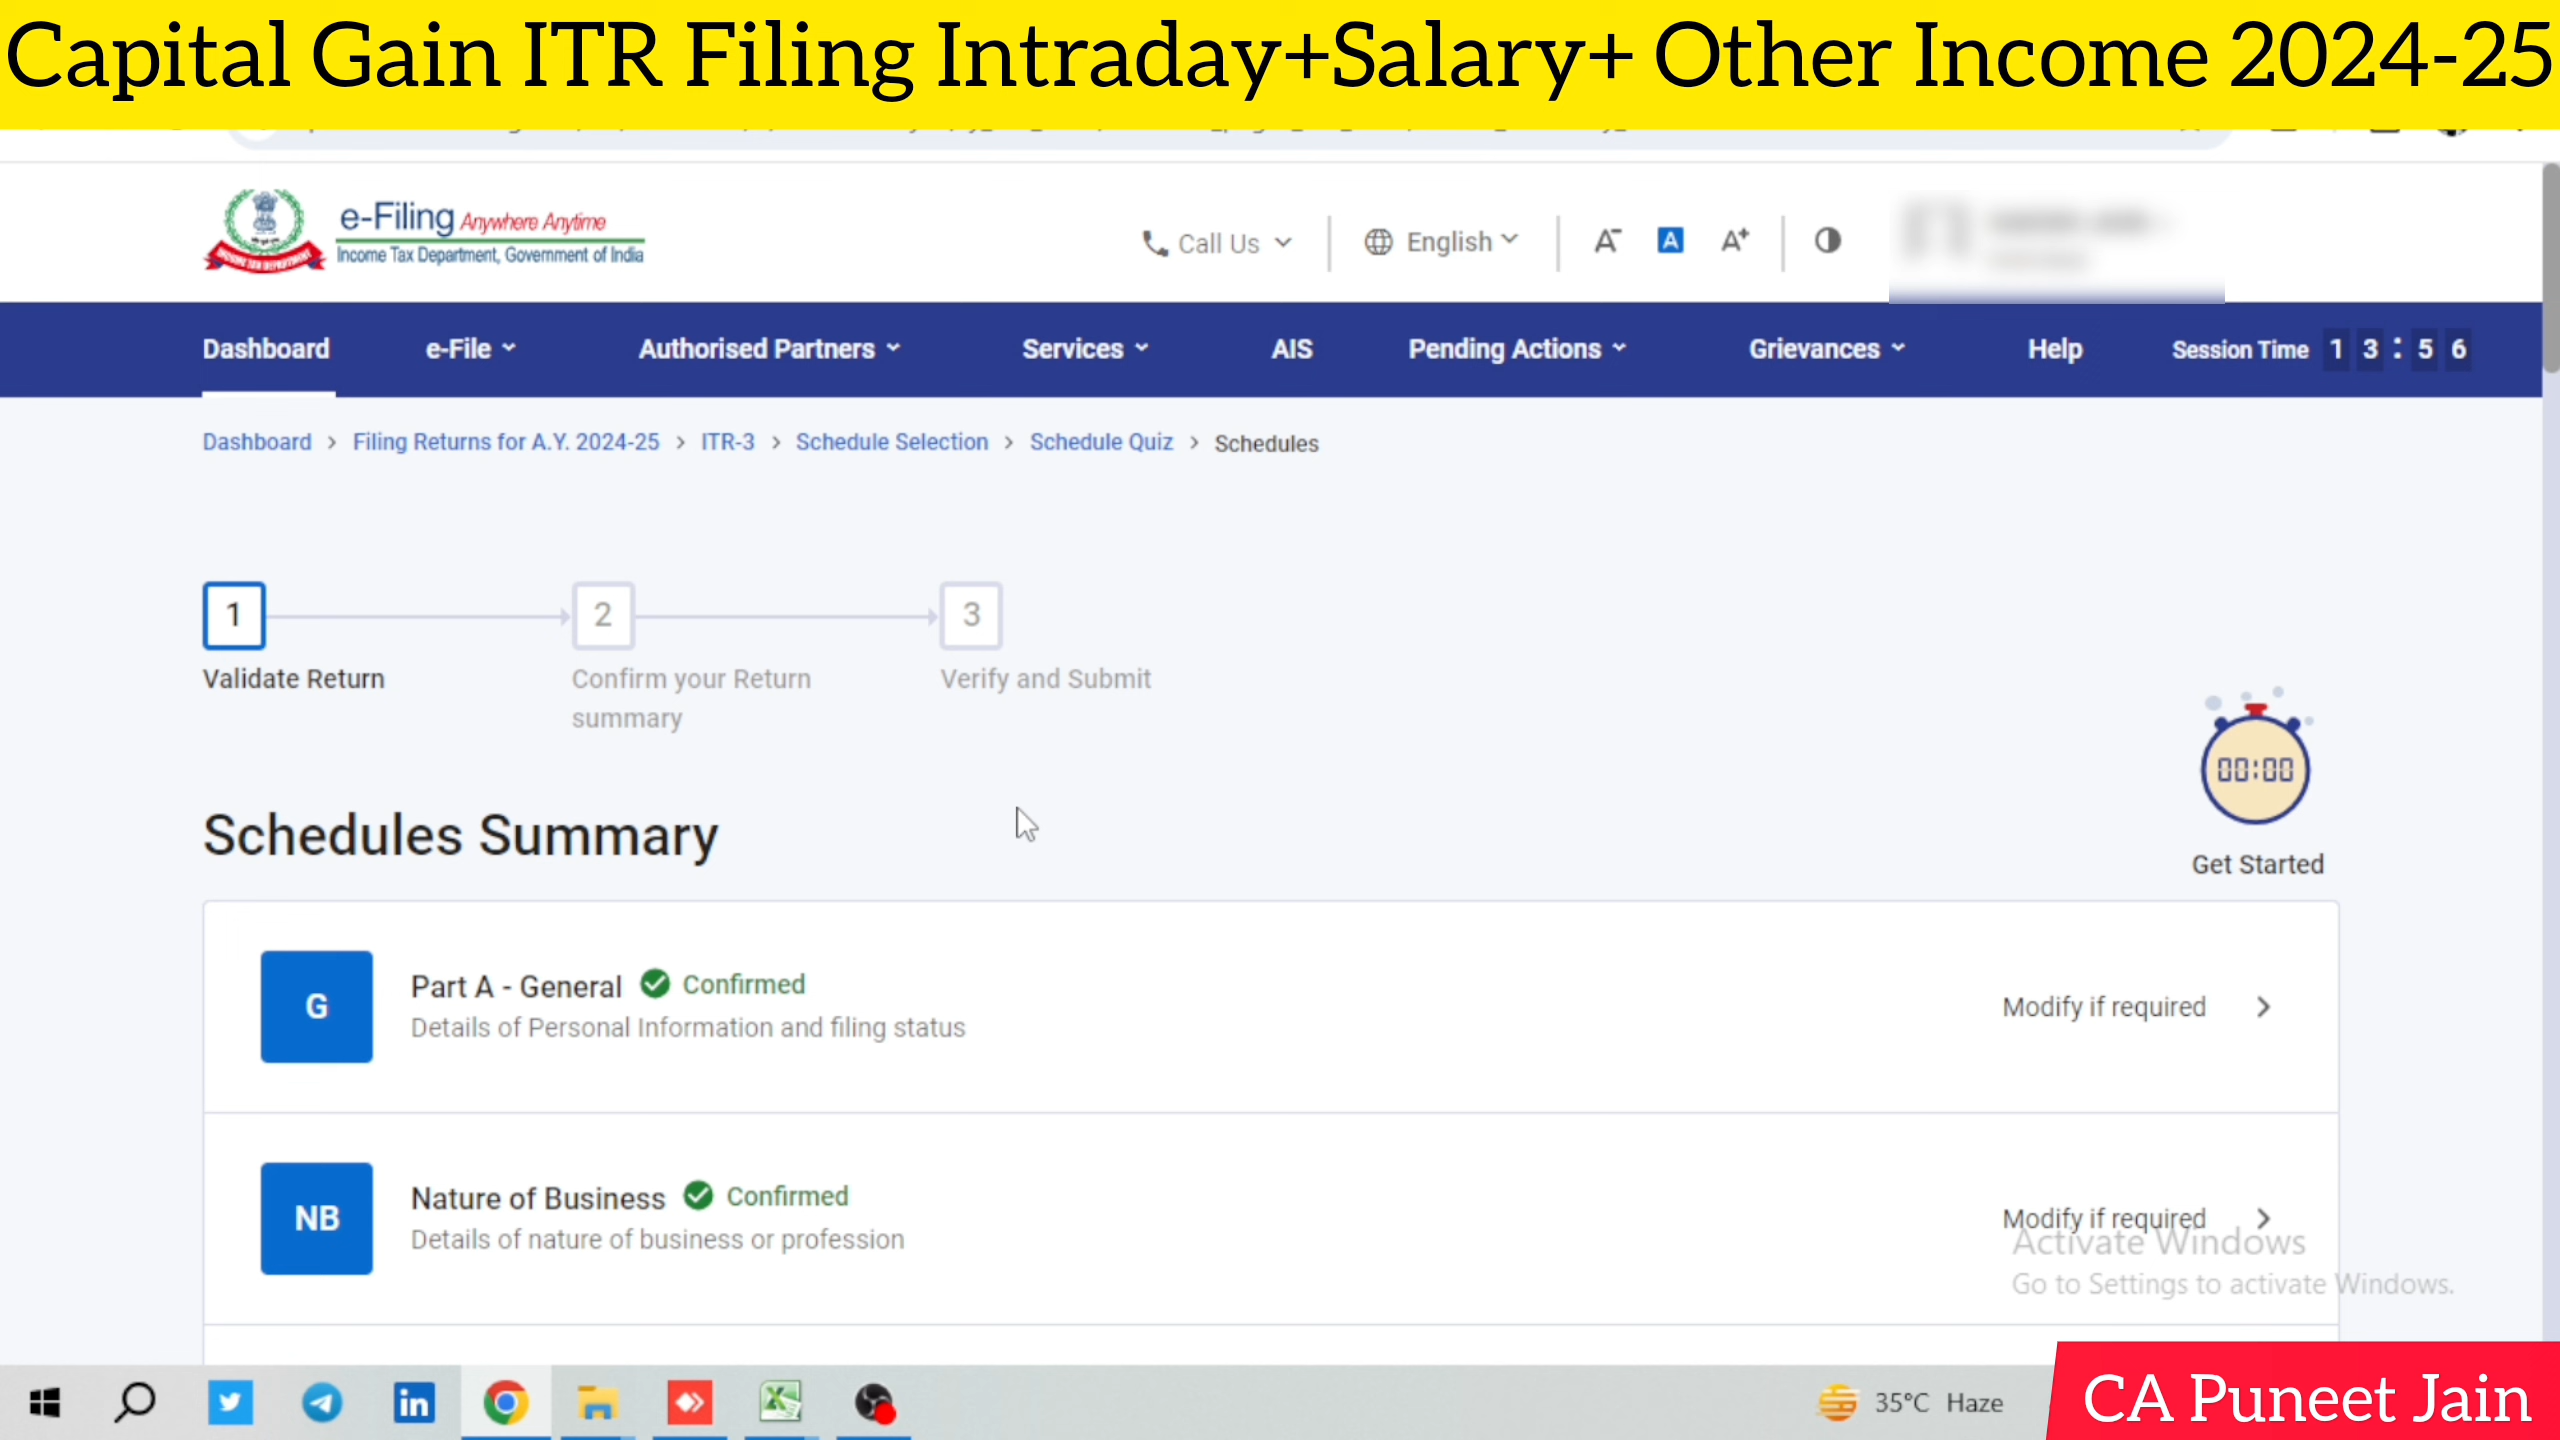 Capital Gain ITR Filing Intraday+Salary+ Other Income 2024-25
e-Filing Anywhere Anytime
Income Tax Department, Government of India
Call Us
English
A-
A
A+
Dashboard
e-File
Authorised Partners
Services
AIS
Pending Actions
Grievances
Help
Session Time 13:56
Dashboard > Filing Returns for A.Y. 2024-25 > ITR-3 > Schedule Selection > Schedule Quiz > Schedules
1
2
3
Validate Return
Confirm your Return
summary
Verify and Submit
00:00
Get Started
Schedules Summary
G
Part A - General
Confirmed
Details of Personal Information and filing status
Modify if required
NB
Nature of Business
Confirmed
Details of nature of business or profession
Modify if required
Activate Windows
Go to Settings to activate Windows.
in
35°C Haze
CA Puneet Jain